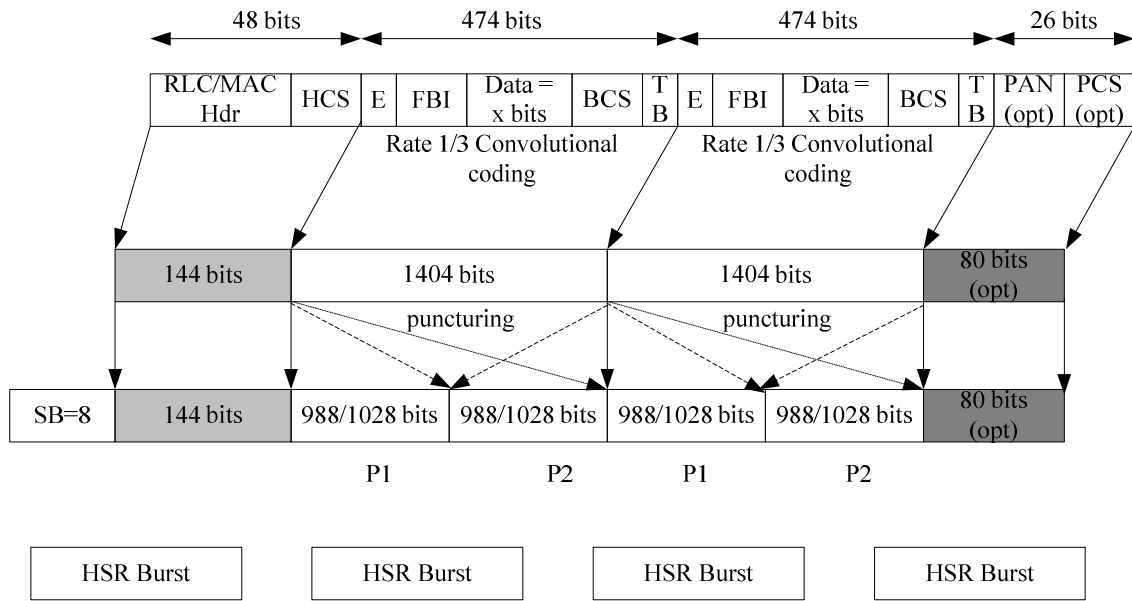 48 bits 474 bits 474 bits 26 bits
RLC/MAC Hdr HCS E FBI Data = x bits BCS TB E FBI Data = x bits BCS TB PAN (opt) PCS (opt)
Rate 1/3 Convolutional coding Rate 1/3 Convolutional coding
144 bits 1404 bits 1404 bits 80 bits (opt)
puncturing puncturing
SB=8 144 bits 988/1028 bits 988/1028 bits 988/1028 bits 988/1028 bits 80 bits (opt)
P1 P2 P1 P2
HSR Burst HSR Burst HSR Burst HSR Burst